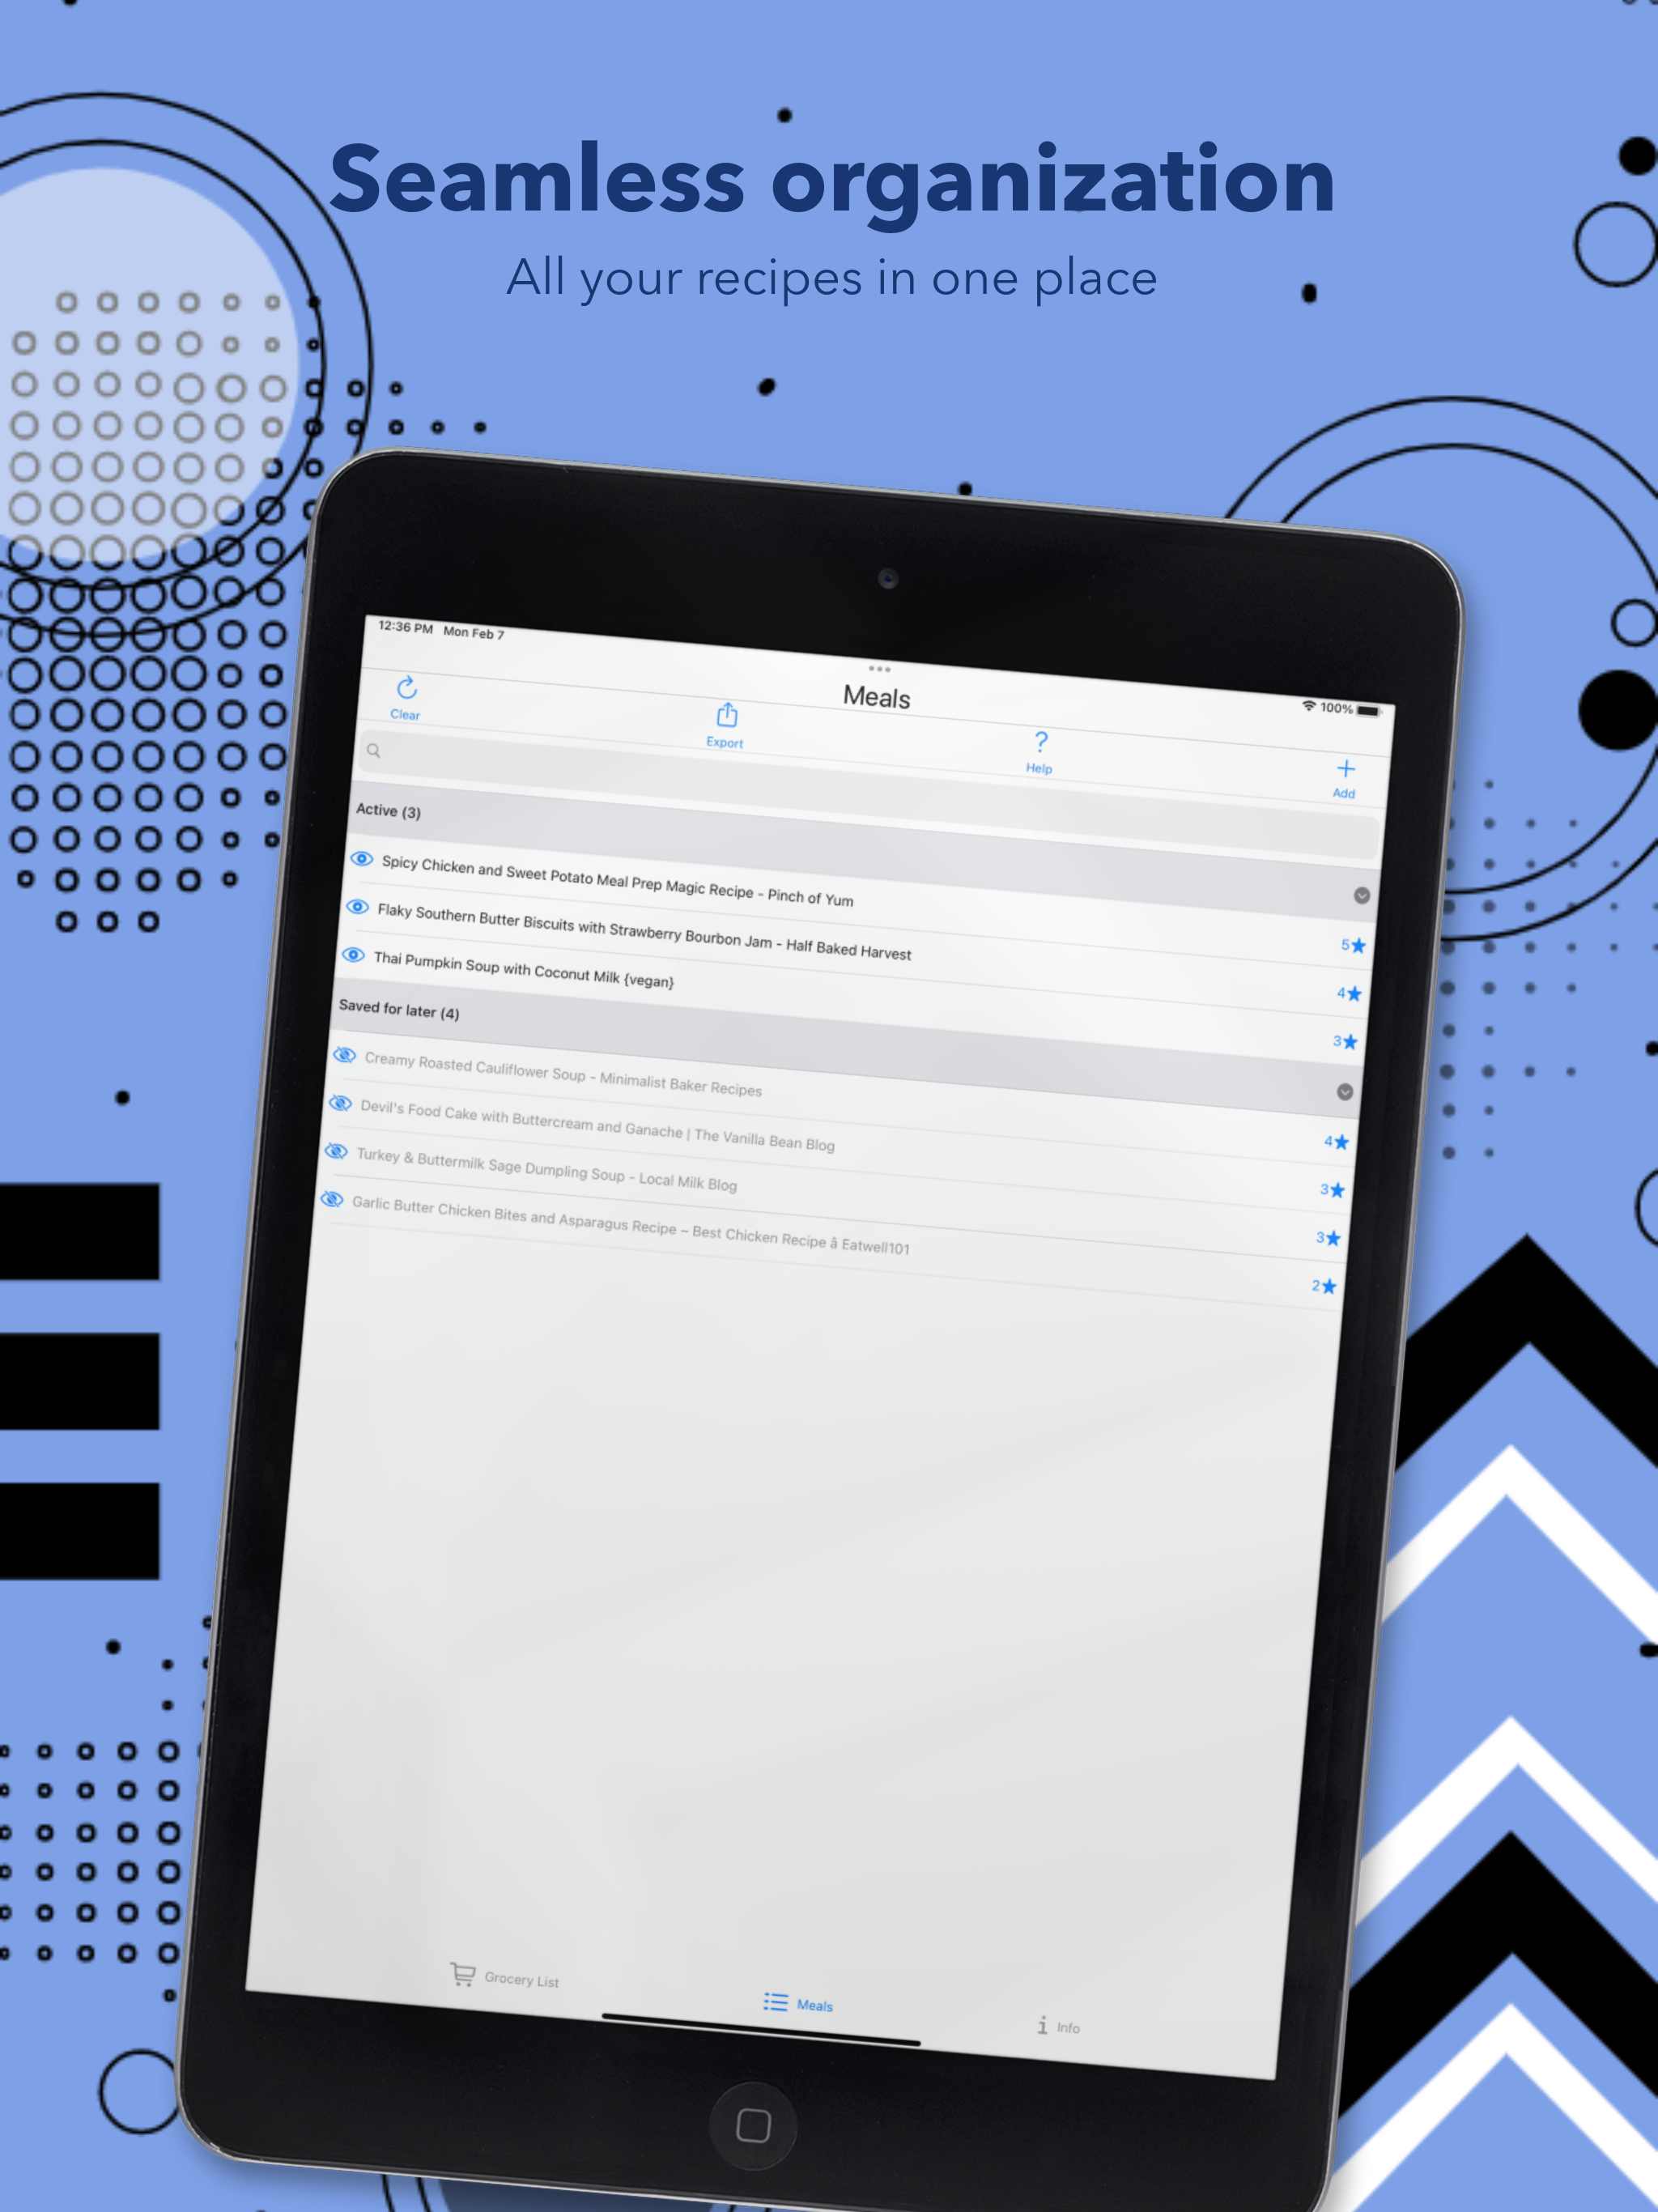 Seamless organization
All your recipes in one place
12:36 PM Mon Feb 7
100%
Meals
Clear
Export
Help
Add
Active (3)
Spicy Chicken and Sweet Potato Meal Prep Magic Recipe - Pinch of Yum
5★
Flaky Southern Butter Biscuits with Strawberry Bourbon Jam - Half Baked Harvest
4★
Thai Pumpkin Soup with Coconut Milk {vegan}
3★
Saved for later (4)
Creamy Roasted Cauliflower Soup - Minimalist Baker Recipes
4★
Devil's Food Cake with Buttercream and Ganache | The Vanilla Bean Blog
3★
Turkey & Buttermilk Sage Dumpling Soup - Local Milk Blog
3★
Garlic Butter Chicken Bites and Asparagus Recipe – Best Chicken Recipe â Eatwell101
2★
Grocery List
Meals
Info